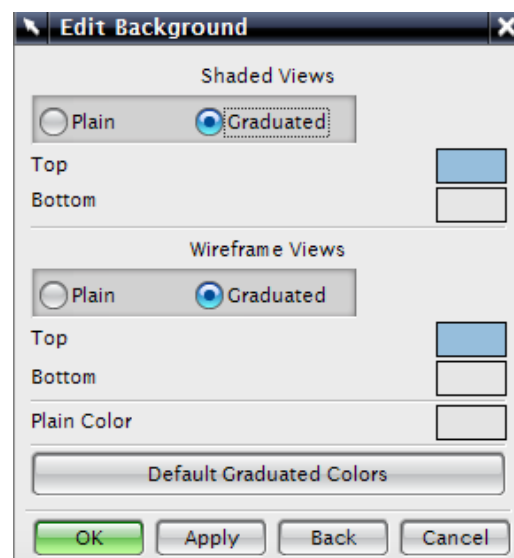 Edit Background
Shaded Views
Plain Graduated
Top
Bottom
Wireframe Views
Plain Graduated
Top
Bottom
Plain Color
Default Graduated Colors
OK Apply Back Cancel